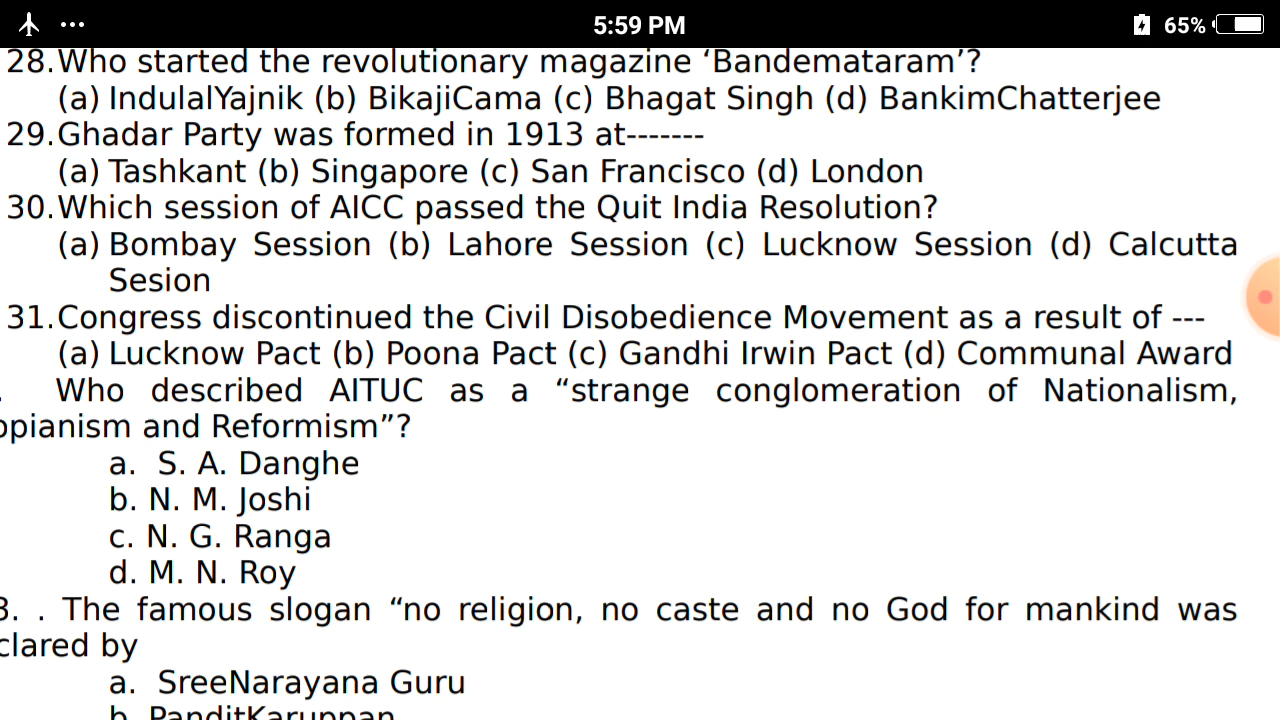 5:59 PM
65%
28.Who started the revolutionary magazine ‘Bandemataram’?
(a) IndulalYajnik (b) BikajiCama (c) Bhagat Singh (d) BankimChatterjee
29.Ghadar Party was formed in 1913 at-------
(a) Tashkant (b) Singapore (c) San Francisco (d) London
30.Which session of AICC passed the Quit India Resolution?
(a) Bombay Session (b) Lahore Session (c) Lucknow Session (d) Calcutta
Sesion
31.Congress discontinued the Civil Disobedience Movement as a result of ---
(a) Lucknow Pact (b) Poona Pact (c) Gandhi Irwin Pact (d) Communal Award
. Who described AITUC as a “strange conglomeration of Nationalism,
opianism and Reformism”?
a. S. A. Danghe
b. N. M. Joshi
c. N. G. Ranga
d. M. N. Roy
3. . The famous slogan “no religion, no caste and no God for mankind was
clared by
a. SreeNarayana Guru
b. PanditKaruppan